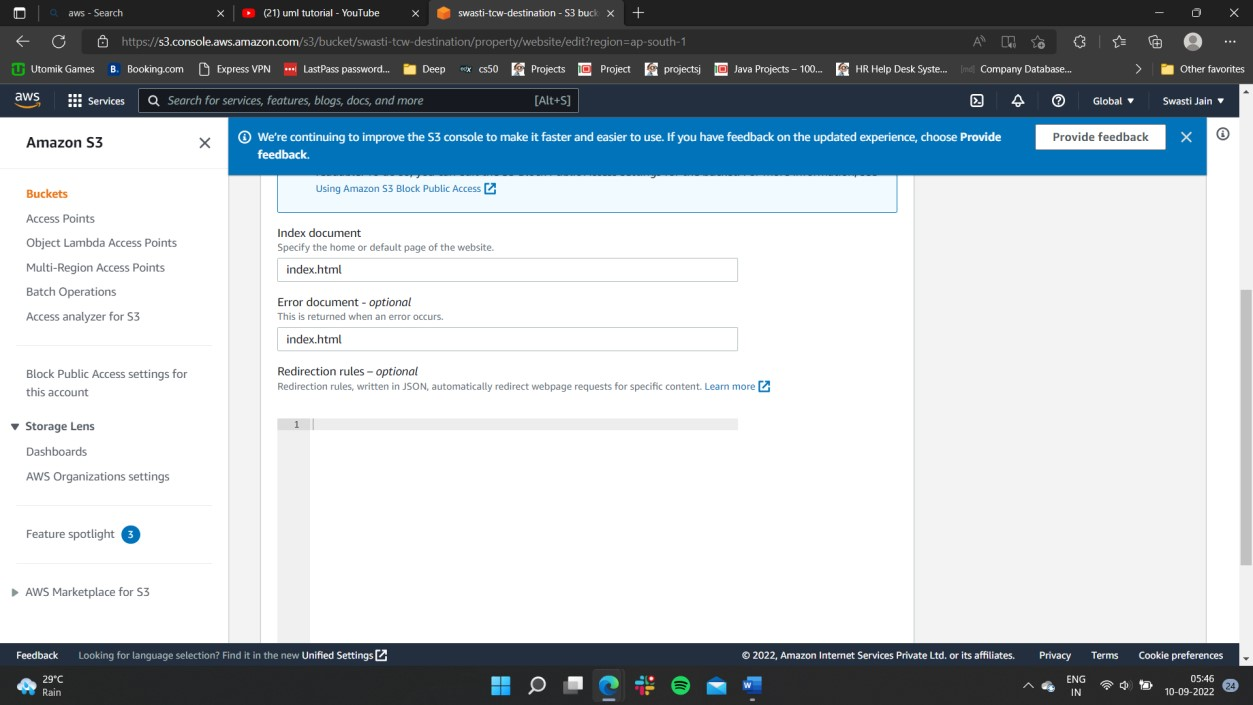 aws - Search
(21) uml tutorial - YouTube
swasti-tcw-destination - S3 buck
https://s3.console.aws.amazon.com/s3/bucket/swasti-tcw-destination/property/website/edit?region=ap-south-1
Utomik Games
B. Booking.com
Express VPN
LastPass password...
Deep
cs50
Projects
Project
projectsj
Java Projects – 100...
HR Help Desk Syste...
Company Database...
Other favorites
aws
Services
Search for services, features, blogs, docs, and more
[Alt+S]
Global
Swasti Jain
Amazon S3
We're continuing to improve the S3 console to make it faster and easier to use. If you have feedback on the updated experience, choose Provide
feedback.
Provide feedback
Buckets
Access Points
Object Lambda Access Points
Multi-Region Access Points
Batch Operations
Access analyzer for S3
Block Public Access settings for
this account
Storage Lens
Dashboards
AWS Organizations settings
Feature spotlight 3
AWS Marketplace for S3
Using Amazon S3 Block Public Access
Index document
Specify the home or default page of the website.
index.html
Error document - optional
This is returned when an error occurs.
index.html
Redirection rules – optional
Redirection rules, written in JSON, automatically redirect webpage requests for specific content. Learn more
1
Feedback
Looking for language selection? Find it in the new Unified Settings
© 2022, Amazon Internet Services Private Ltd. or its affiliates.
Privacy
Terms
Cookie preferences
29°C
Rain
ENG
IN
05:46
10-09-2022
24